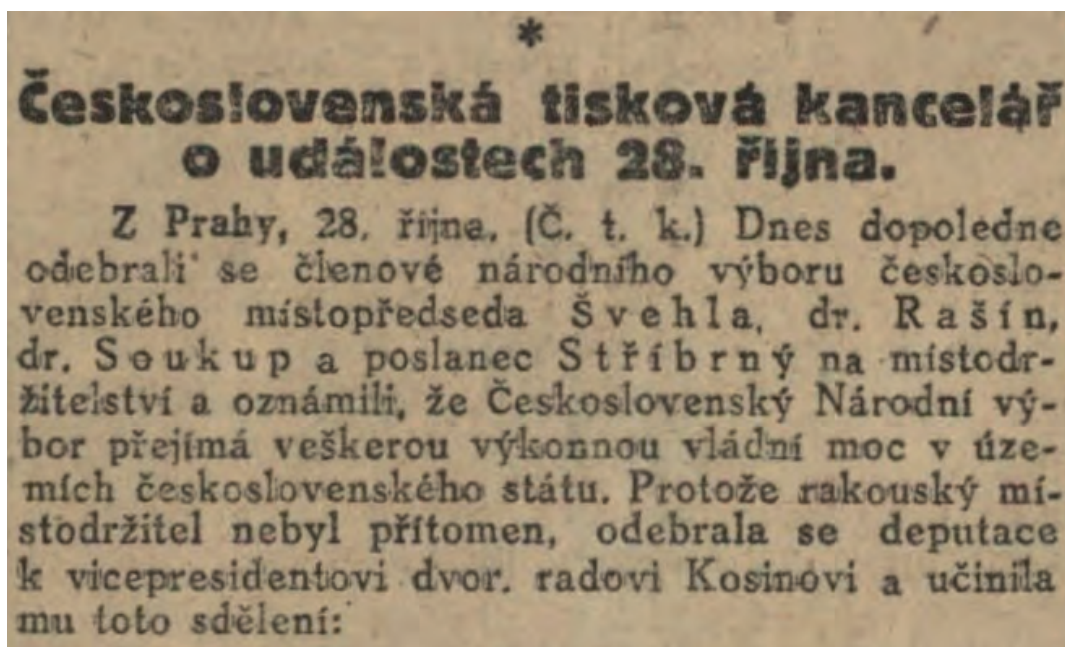 *
Československá tisková kancelář
o událostech 28. října.
Z Prahy, 28. října. (Č. t. k.) Dnes dopoledne
odebrali se členové národního výboru českoslo-
venského místopředseda Švehla, dr. Rašín,
dr. Soukup a poslanec Stříbrný na místodr-
žitelství a oznámili, že Československý Národní vý-
bor přejímá veškerou výkonnou vládní moc v úze-
mích československého státu. Protože rakouský mí-
stodržitel nebyl přítomen, odebrala se deputace
k vicepresidentovi dvor. radovi Kosinovi a učinila
mu toto sdělení: